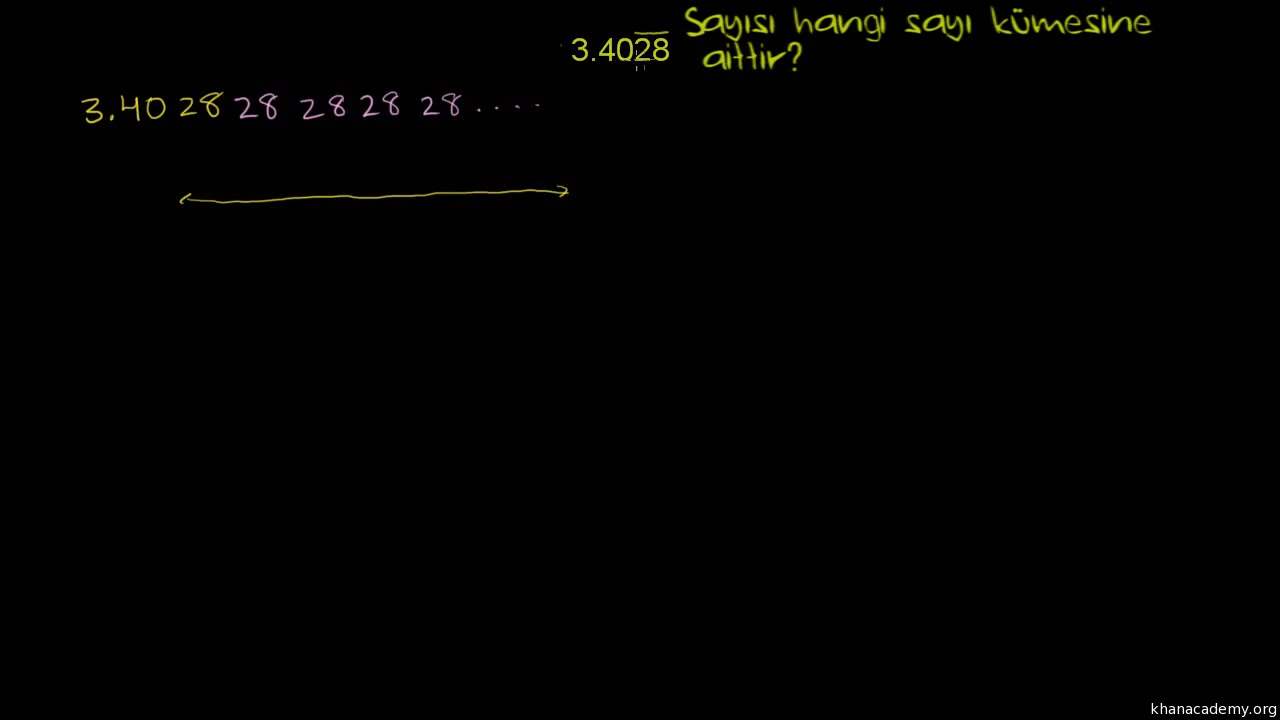 3.4028 Sayısı hangi sayı kümesine
aittir?
3.40 28 28 28 28 28 ....
khanacademy.org